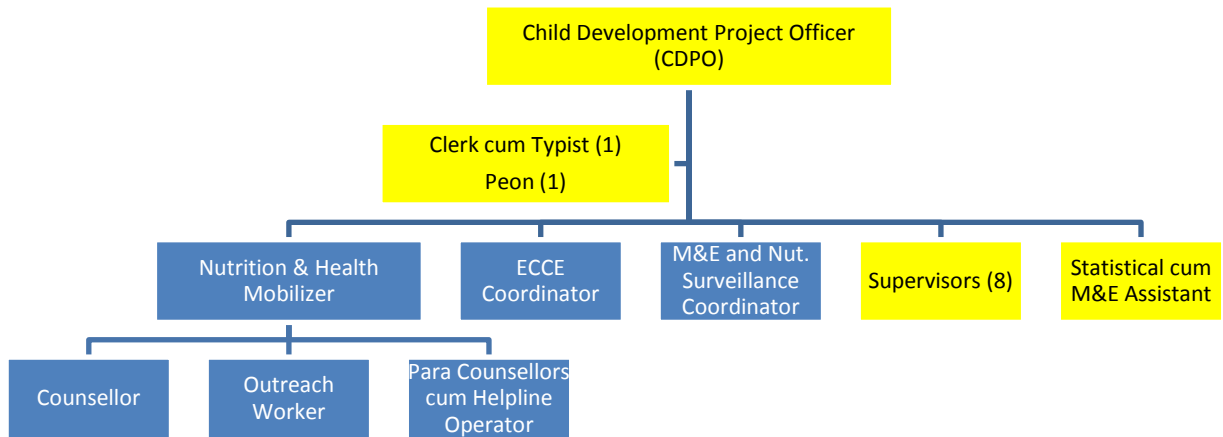 Child Development Project Officer
(CDPO)
Clerk cum Typist (1)
Peon (1)
Nutrition & Health
Mobilizer
ECCE
Coordinator
M&E and Nut.
Surveillance
Coordinator
Supervisors (8)
Statistical cum
M&E Assistant
Counsellor
Outreach
Worker
Para Counsellors
cum Helpline
Operator